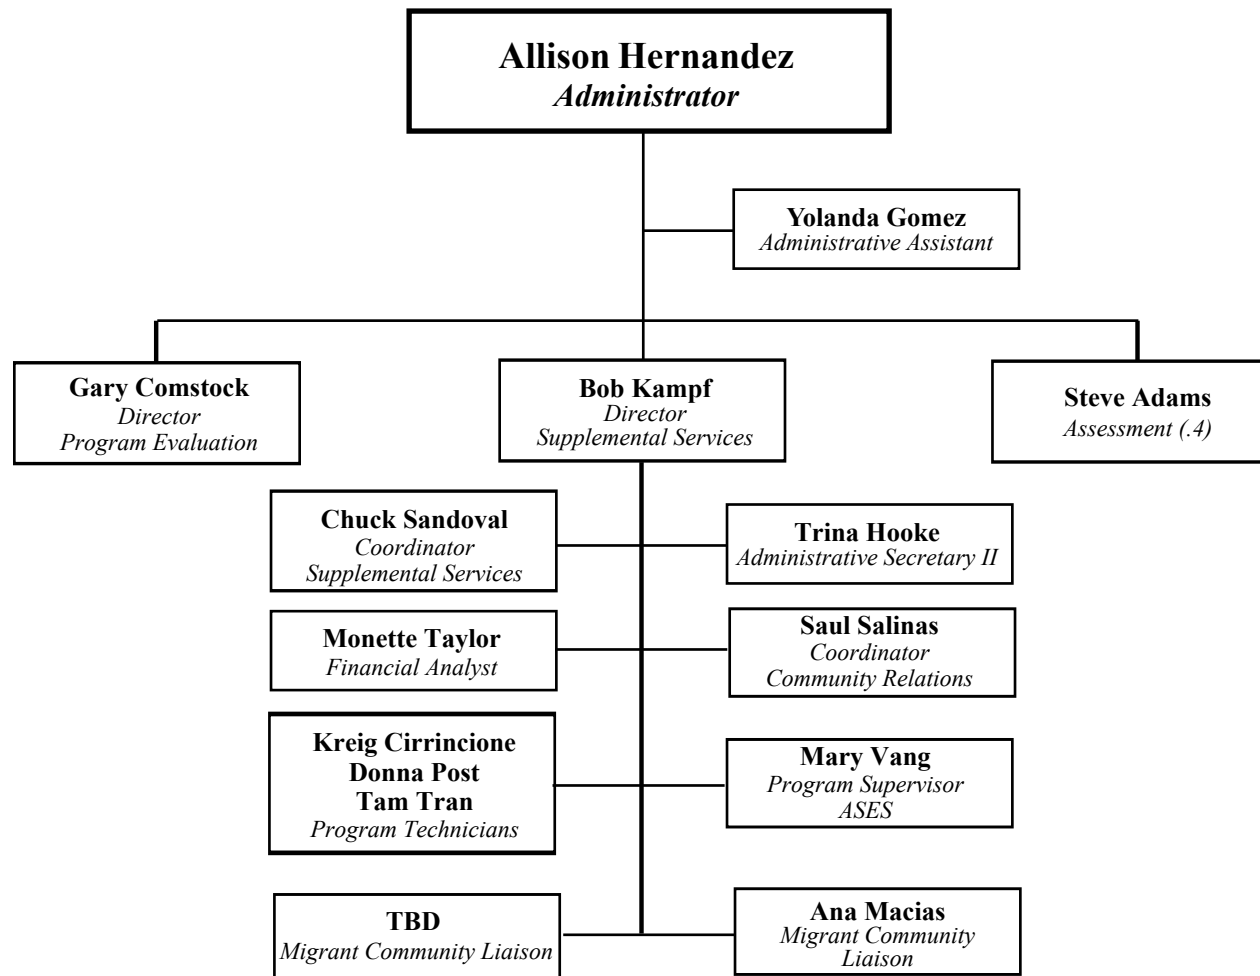 Allison Hernandez
Administrator
Yolanda Gomez
Administrative Assistant
Gary Comstock
Director
Program Evaluation
Bob Kampf
Director
Supplemental Services
Steve Adams
Assessment (.4)
Chuck Sandoval
Coordinator
Supplemental Services
Trina Hooke
Administrative Secretary II
Monette Taylor
Financial Analyst
Saul Salinas
Coordinator
Community Relations
Kreig Cirrincione
Donna Post
Tam Tran
Program Technicians
Mary Vang
Program Supervisor
ASES
TBD
Migrant Community Liaison
Ana Macias
Migrant Community
Liaison